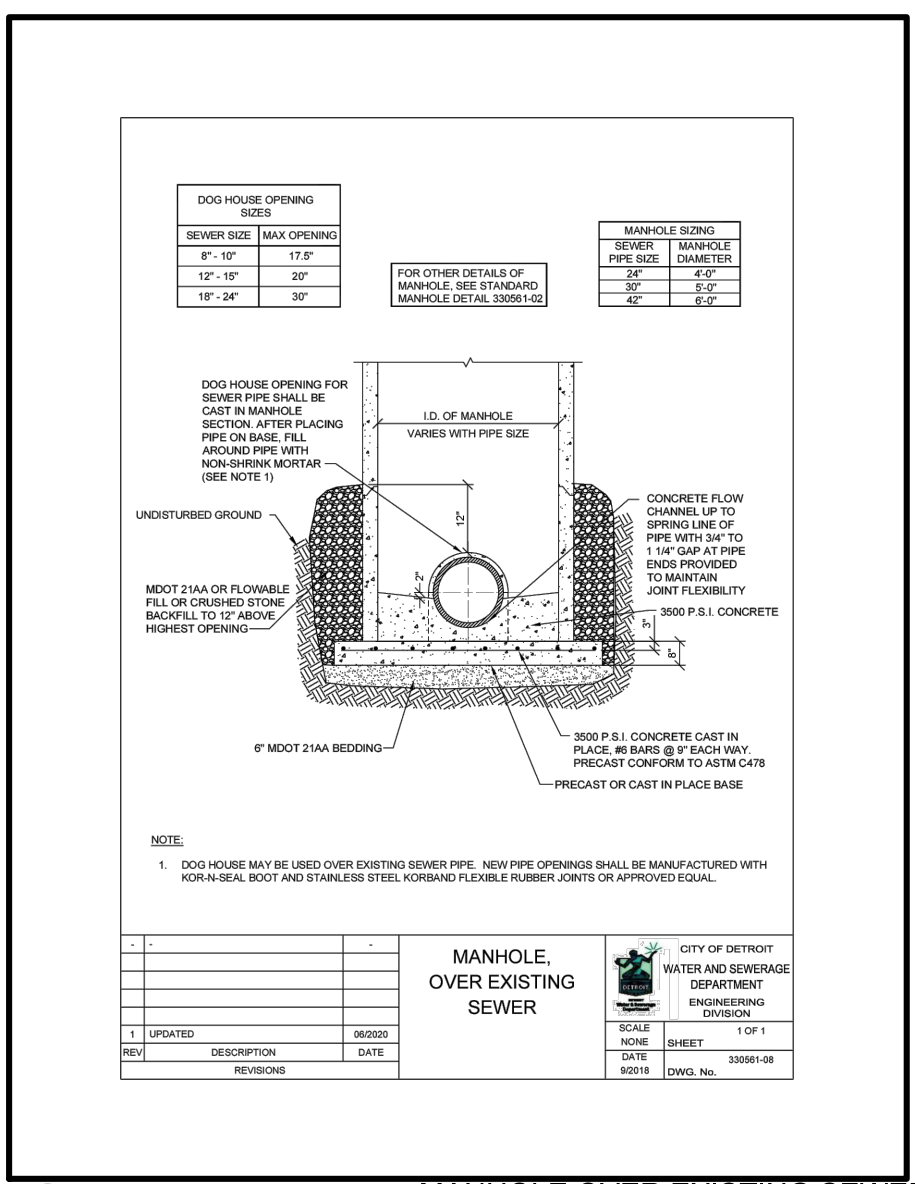 DOG HOUSE OPENING
SIZES
SEWER SIZE MAX OPENING
8" - 10" 17.5"
12" - 15" 20"
18" - 24" 30"
FOR OTHER DETAILS OF
MANHOLE, SEE STANDARD
MANHOLE DETAIL 330561-02
MANHOLE SIZING
SEWER
PIPE SIZE
MANHOLE
DIAMETER
24" 4'-0"
30" 5'-0"
42" 6'-0"
DOG HOUSE OPENING FOR
SEWER PIPE SHALL BE
CAST IN MANHOLE
SECTION. AFTER PLACING
PIPE ON BASE, FILL
AROUND PIPE WITH
NON-SHRINK MORTAR
(SEE NOTE 1)
I.D. OF MANHOLE
VARIES WITH PIPE SIZE
UNDISTURBED GROUND
12"
2"
CONCRETE FLOW
CHANNEL UP TO
SPRING LINE OF
PIPE WITH 3/4" TO
1 1/4" GAP AT PIPE
ENDS PROVIDED
TO MAINTAIN
JOINT FLEXIBILITY
MDOT 21AA OR FLOWABLE
FILL OR CRUSHED STONE
BACKFILL TO 12" ABOVE
HIGHEST OPENING
3500 P.S.I. CONCRETE
3"
8"
6" MDOT 21AA BEDDING
3500 P.S.I. CONCRETE CAST IN
PLACE, #6 BARS @ 9" EACH WAY.
PRECAST CONFORM TO ASTM C478
PRECAST OR CAST IN PLACE BASE
NOTE:
1. DOG HOUSE MAY BE USED OVER EXISTING SEWER PIPE. NEW PIPE OPENINGS SHALL BE MANUFACTURED WITH
KOR-N-SEAL BOOT AND STAINLESS STEEL KORBAND FLEXIBLE RUBBER JOINTS OR APPROVED EQUAL.
- - -
1 UPDATED 06/2020
REV DESCRIPTION DATE
REVISIONS
MANHOLE,
OVER EXISTING
SEWER
DETROIT
Water & Sewerage
Department
CITY OF DETROIT
WATER AND SEWERAGE
DEPARTMENT
ENGINEERING
DIVISION
SCALE
NONE
1 OF 1
SHEET
DATE
9/2018
330561-08
DWG. No.